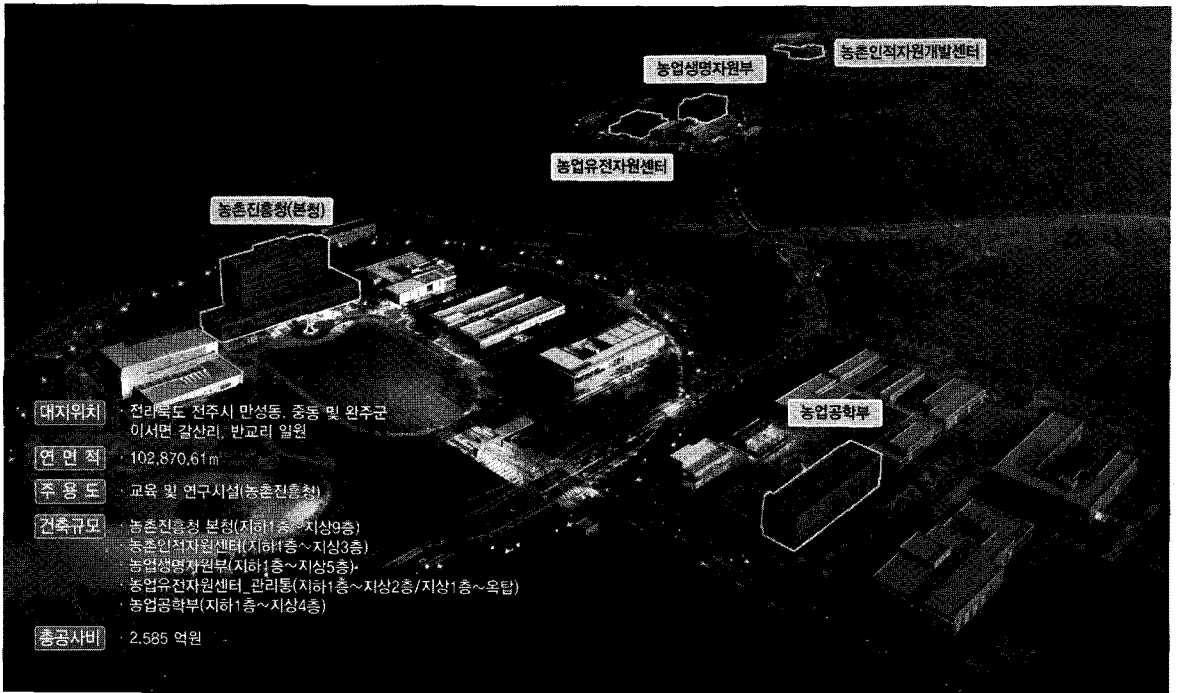 농촌인적자원개발센터
농업생명자원부
농업유전자원센터
농촌진흥청(본청)
농업공학부
대지위치 · 전라북도 전주시 만성동, 중동 및 완주군
이서면 갈산리, 반교리 일원
연 면 적 · 102,870.61m
주 용 도 · 교육 및 연구시설(농촌진흥청)
건축규모 · 농촌진흥청 본청(지하1층~지상9층)
· 농촌인적자원센터(지하1층~지상3층)
· 농업생명자원부(지하1층~지상5층)
· 농업유전자원센터_관리통(지하1층~지상2층/지상1층~옥탑)
· 농업공학부(지하1층~지상4층)
총공사비 · 2,585 억원